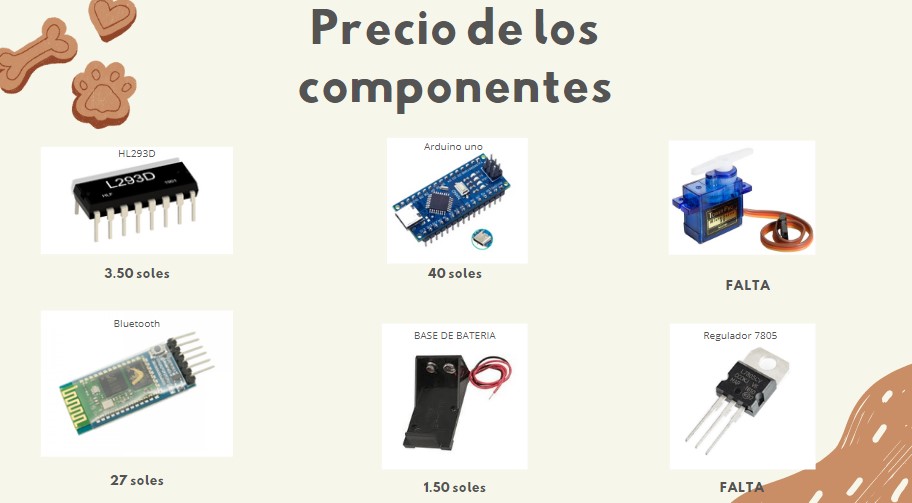 Precio de los
componentes
HL293D
L293D
Arduino uno
3.50 soles
40 soles
FALTA
Bluetooth
BASE DE BATERIA
Regulador 7805
27 soles
1.50 soles
FALTA